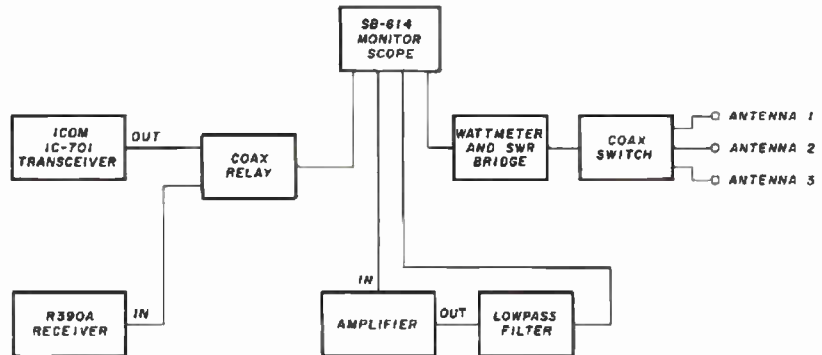 SB-614
MONITOR
SCOPE
ICOM
IC-701
TRANSCEIVER
OUT
COAX
RELAY
WATTMETER
AND SWR
BRIDGE
COAX
SWITCH
ANTENNA 1
ANTENNA 2
ANTENNA 3
R390A
RECEIVER
IN
IN
AMPLIFIER
OUT
LOWPASS
FILTER